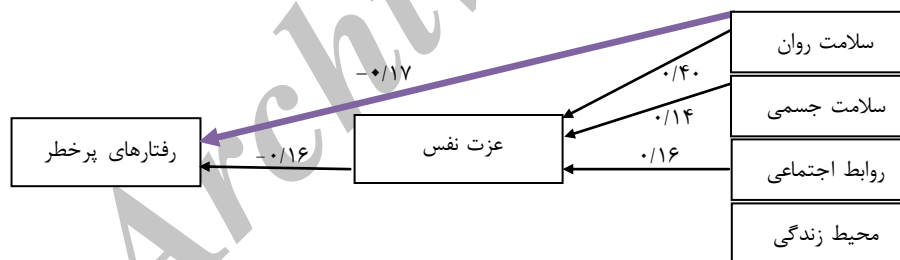 سلامت روان
سلامت جسمی
روابط اجتماعی
محیط زندگی
عزت نفس
رفتارهای پرخطر
−۰/۱۷
۰/۴۰
۰/۱۴
۰/۱۶
−۰/۱۶
Archiv